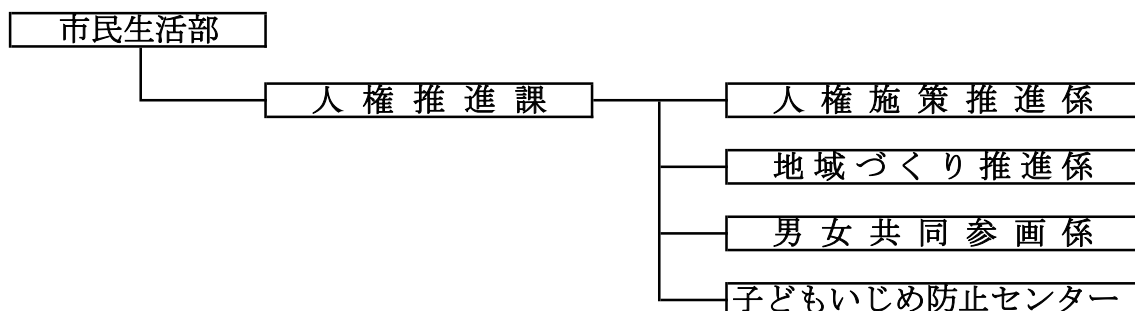 市民生活部
人権推進課
人権施策推進係
地域づくり推進係
男女共同参画係
子どもいじめ防止センター